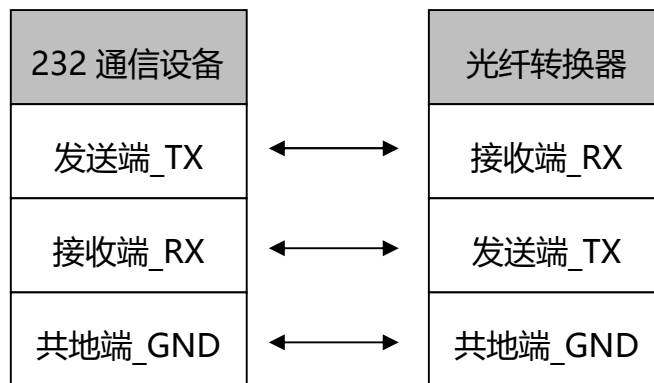 232 通信设备 光纤转换器
发送端_TX 接收端_RX
接收端_RX 发送端_TX
共地端_GND 共地端_GND